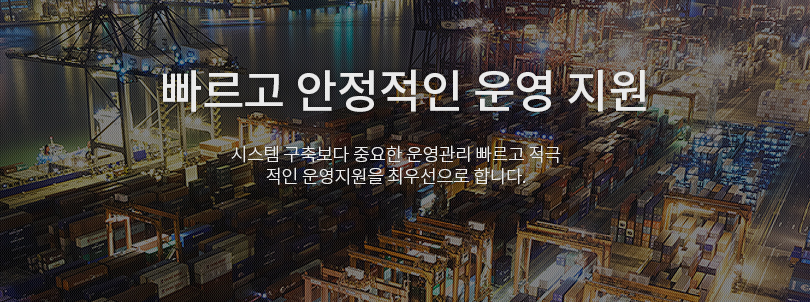 빠르고 안정적인 운영 지원
시스템 구축보다 중요한 운영관리 빠르고 적극
적인 운영지원을 최우선으로 합니다.